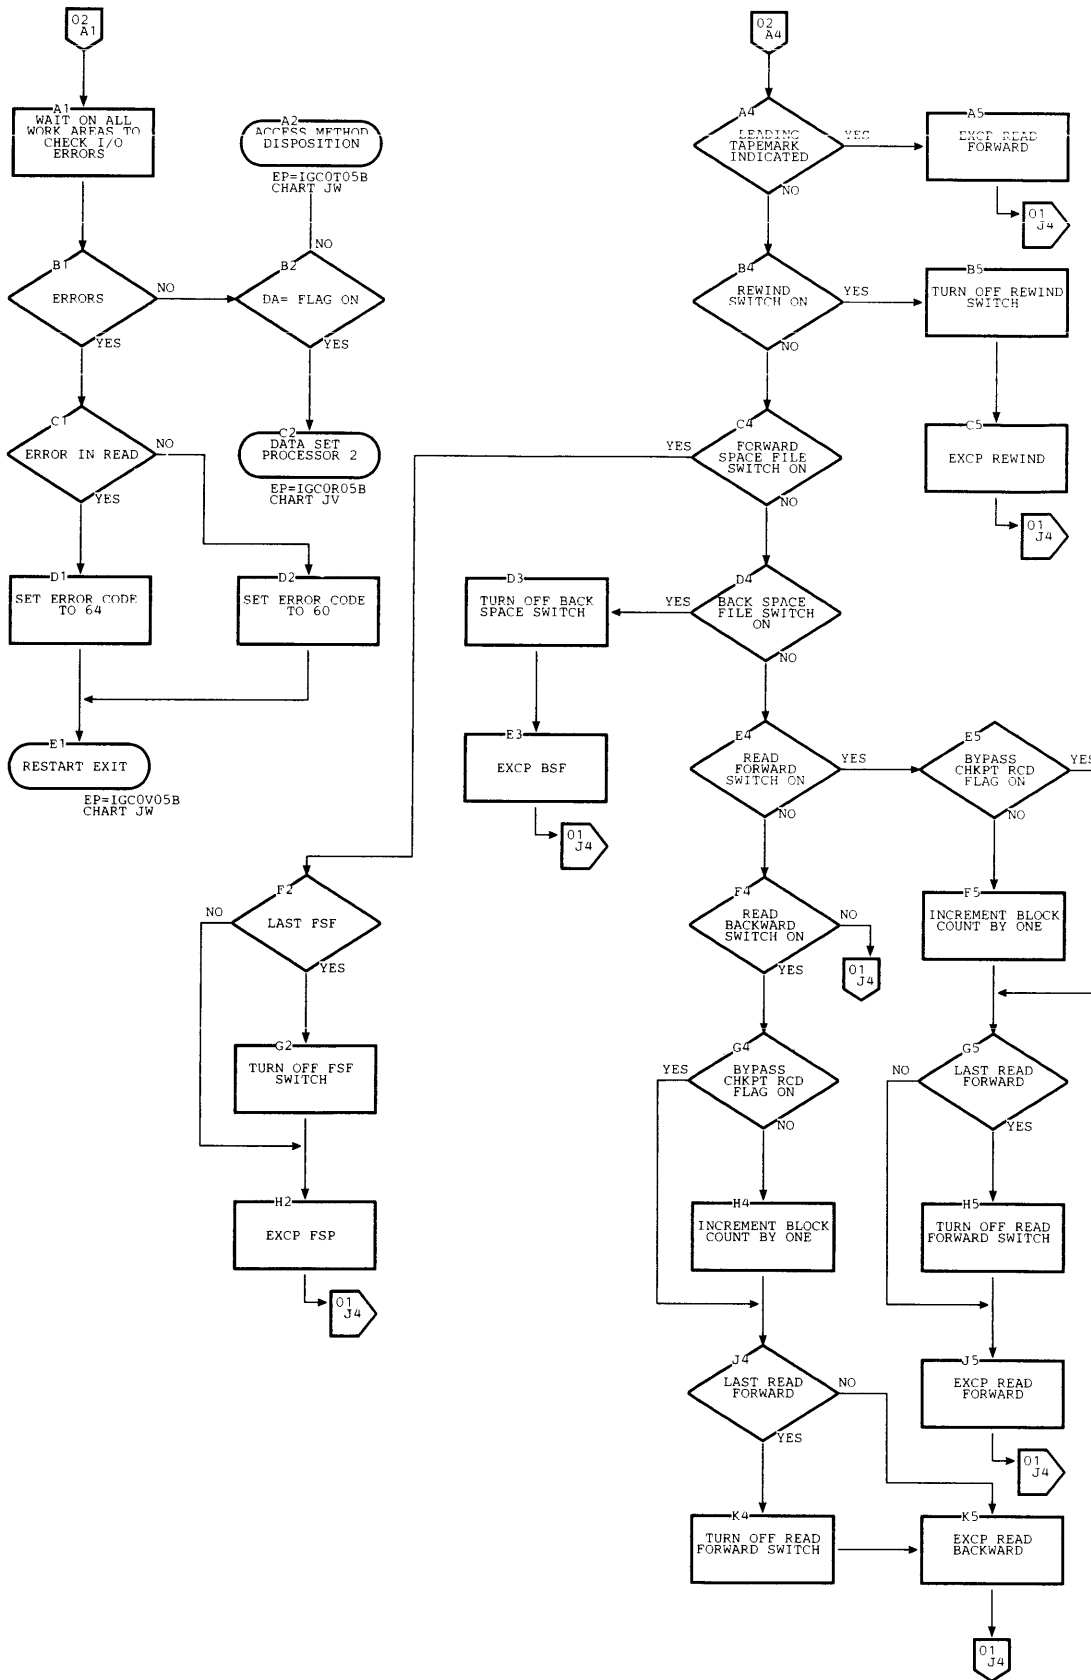 02
A1
A1
WAIT ON ALL
WORK AREAS TO
CHECK I/O
ERRORS
A2
ACCESS METHOD
DISPOSITION
EP=IGC0T05B
CHART JW
B1
ERRORS
NO
YES
B2
DA= FLAG ON
NO
YES
C1
ERROR IN READ
NO
YES
C2
DATA SET
PROCESSOR 2
EP=IGC0R05B
CHART JV
D1
SET ERROR CODE
TO 64
D2
SET ERROR CODE
TO 60
E1
RESTART EXIT
EP=IGC0V05B
CHART JW
F2
LAST FSF
NO
YES
G2
TURN OFF FSF
SWITCH
H2
EXCP FSP
01
J4
02
A4
A4
LEADING
TAPEMARK
INDICATED
YES
NO
A5
EXCP READ
FORWARD
01
J4
B4
REWIND
SWITCH ON
YES
NO
B5
TURN OFF REWIND
SWITCH
C4
FORWARD
SPACE FILE
SWITCH ON
YES
NO
C5
EXCP REWIND
01
J4
D3
TURN OFF BACK
SPACE SWITCH
D4
BACK SPACE
FILE SWITCH
ON
YES
NO
E3
EXCP BSF
01
J4
E4
READ
FORWARD
SWITCH ON
YES
NO
E5
BYPASS
CHKPT RCD
FLAG ON
YES
NO
F4
READ
BACKWARD
SWITCH ON
NO
YES
01
J4
F5
INCREMENT BLOCK
COUNT BY ONE
G4
BYPASS
CHKPT RCD
FLAG ON
YES
NO
G5
LAST READ
FORWARD
NO
YES
H4
INCREMENT BLOCK
COUNT BY ONE
H5
TURN OFF READ
FORWARD SWITCH
J4
LAST READ
FORWARD
NO
YES
J5
EXCP READ
FORWARD
01
J4
K4
TURN OFF READ
FORWARD SWITCH
K5
EXCP READ
BACKWARD
01
J4